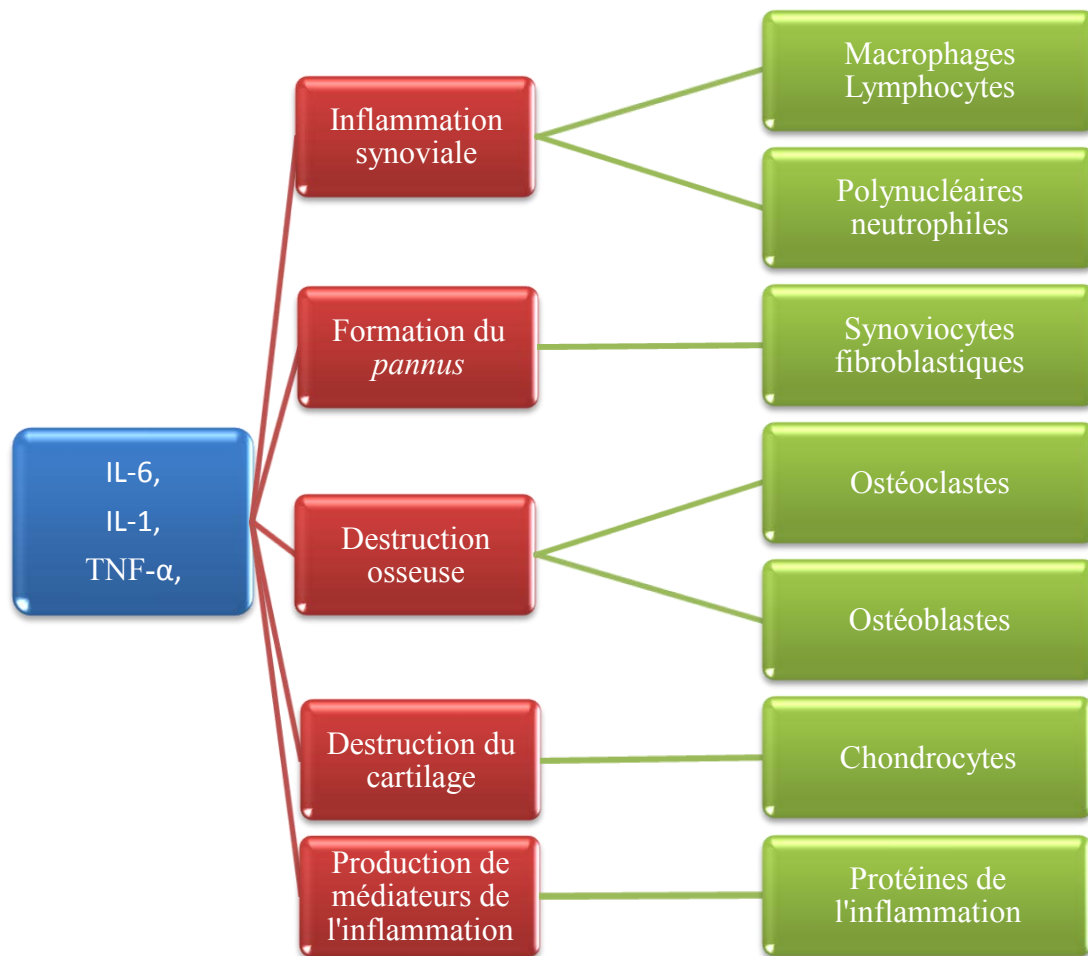 IL-6,
IL-1,
TNF-α,
Inflammation
synoviale
Formation du
pannus
Destruction
osseuse
Destruction du
cartilage
Production de
médiateurs de
l'inflammation
Macrophages
Lymphocytes
Polynucléaires
neutrophiles
Synoviocytes
fibroblastiques
Ostéoclastes
Ostéoblastes
Chondrocytes
Protéines de
l'inflammation